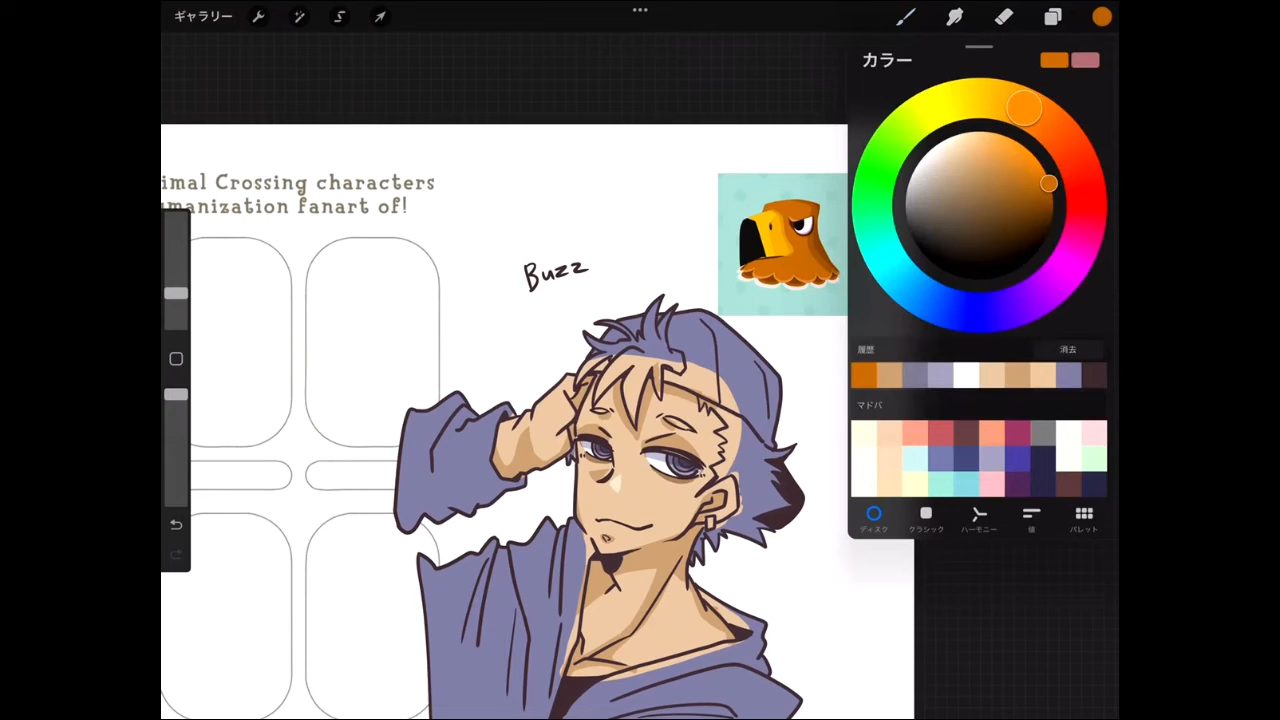 ギャラリー
カラー
imal Crossing characters
manization fanart of!
Buzz
履歴
消去
マドパ
ディスク
クラシック
ハーモニー
値
パレット